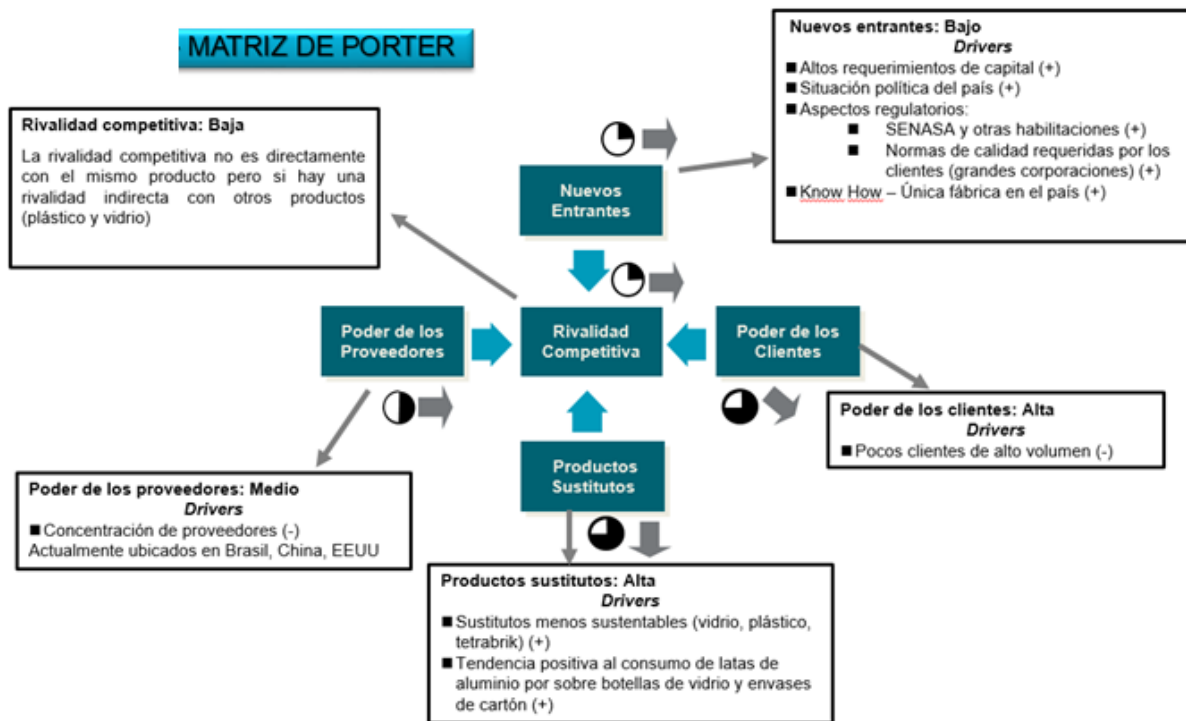 MATRIZ DE PORTER
Nuevos entrantes: Bajo
Drivers
■ Altos requerimientos de capital (+)
■ Situación política del país (+)
■ Aspectos regulatorios:
■ SENASA y otras habilitaciones (+)
■ Normas de calidad requeridas por los
clientes (grandes corporaciones) (+)
■ Know How – Única fábrica en el país (+)
Rivalidad competitiva: Baja
La rivalidad competitiva no es directamente
con el mismo producto pero si hay una
rivalidad indirecta con otros productos
(plástico y vidrio)
Nuevos
Entrantes
Poder de los
Proveedores
Rivalidad
Competitiva
Poder de los
Clientes
Productos
Sustitutos
Poder de los clientes: Alta
Drivers
■ Pocos clientes de alto volumen (-)
Poder de los proveedores: Medio
Drivers
■ Concentración de proveedores (-)
Actualmente ubicados en Brasil, China, EEUU
Productos sustitutos: Alta
Drivers
■ Sustitutos menos sustentables (vidrio, plástico,
tetrabrik) (+)
■ Tendencia positiva al consumo de latas de
aluminio por sobre botellas de vidrio y envases
de cartón (+)